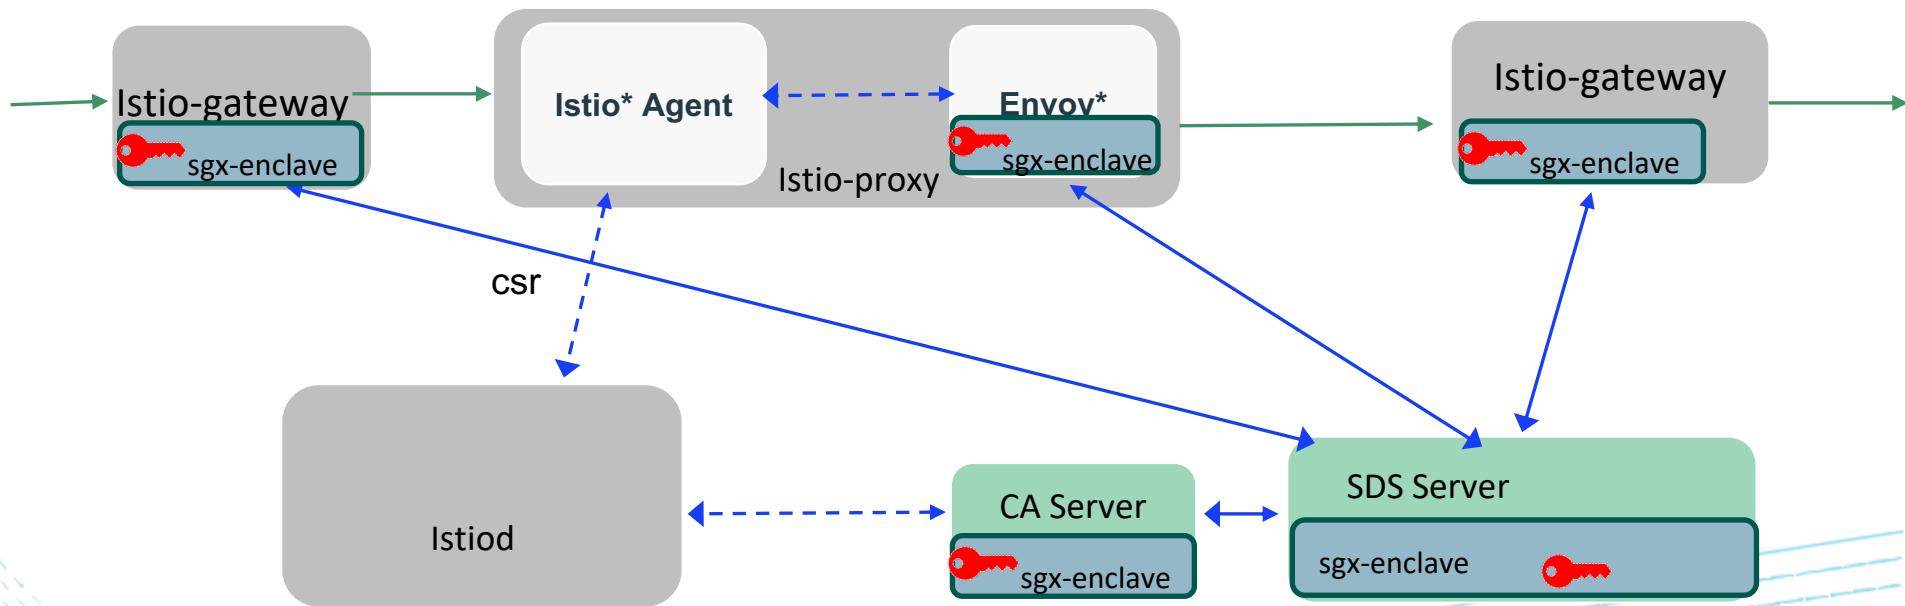 Istio-gateway
sgx-enclave
Istio* Agent
Envoy*
sgx-enclave
Istio-proxy
Istio-gateway
sgx-enclave
csr
Istiod
CA Server
sgx-enclave
SDS Server
sgx-enclave